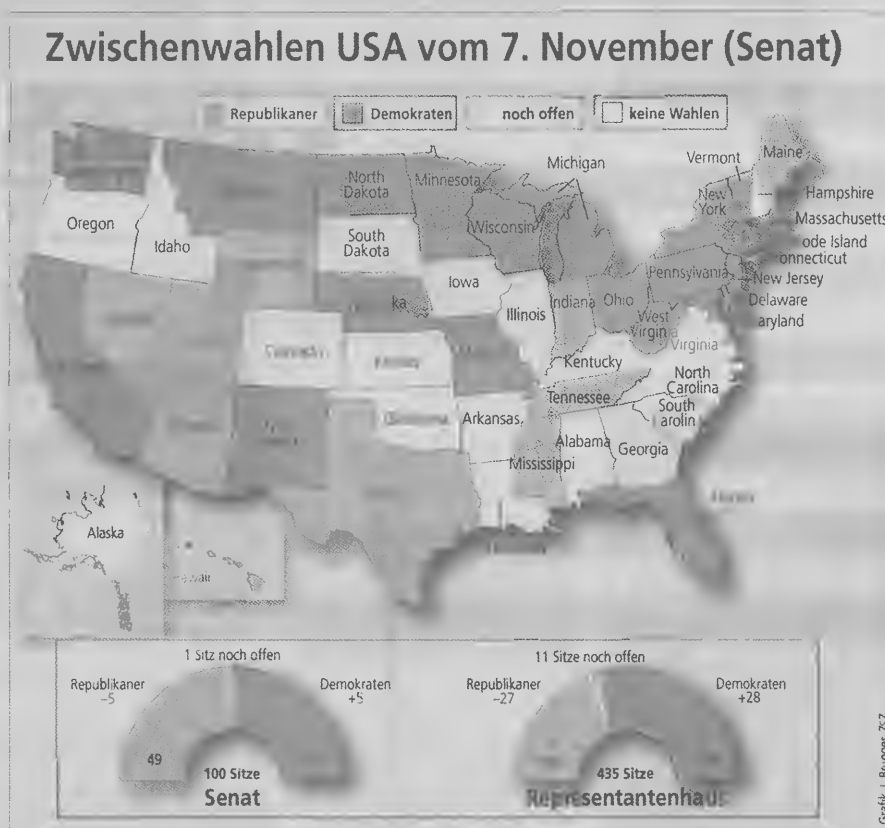 Zwischenwahlen USA vom 7. November (Senat)
Republikaner
Demokraten
noch offen
keine Wahlen
Michigan
Vermont
Maine
North
Dakota
Minnesota
New
York
Hampshire
Massachusetts
ode Island
onnecticut
New Jersey
Delaware
aryland
Oregon
Idaho
South
Dakota
Wisconsin
Iowa
Illinois
Indiana
Ohio
Pennsylvania
West
Virginia
Virginia
ka
Kentucky
North
Carolina
Tennessee
South
arolin
Arkansas
Alabama
Georgia
Mississippi
Alaska
1 Sitz noch offen
Republikaner
–5
Demokraten
+5
49
100 Sitze
Senat
11 Sitze noch offen
Republikaner
–27
Demokraten
+28
435 Sitze
Representantenhaus